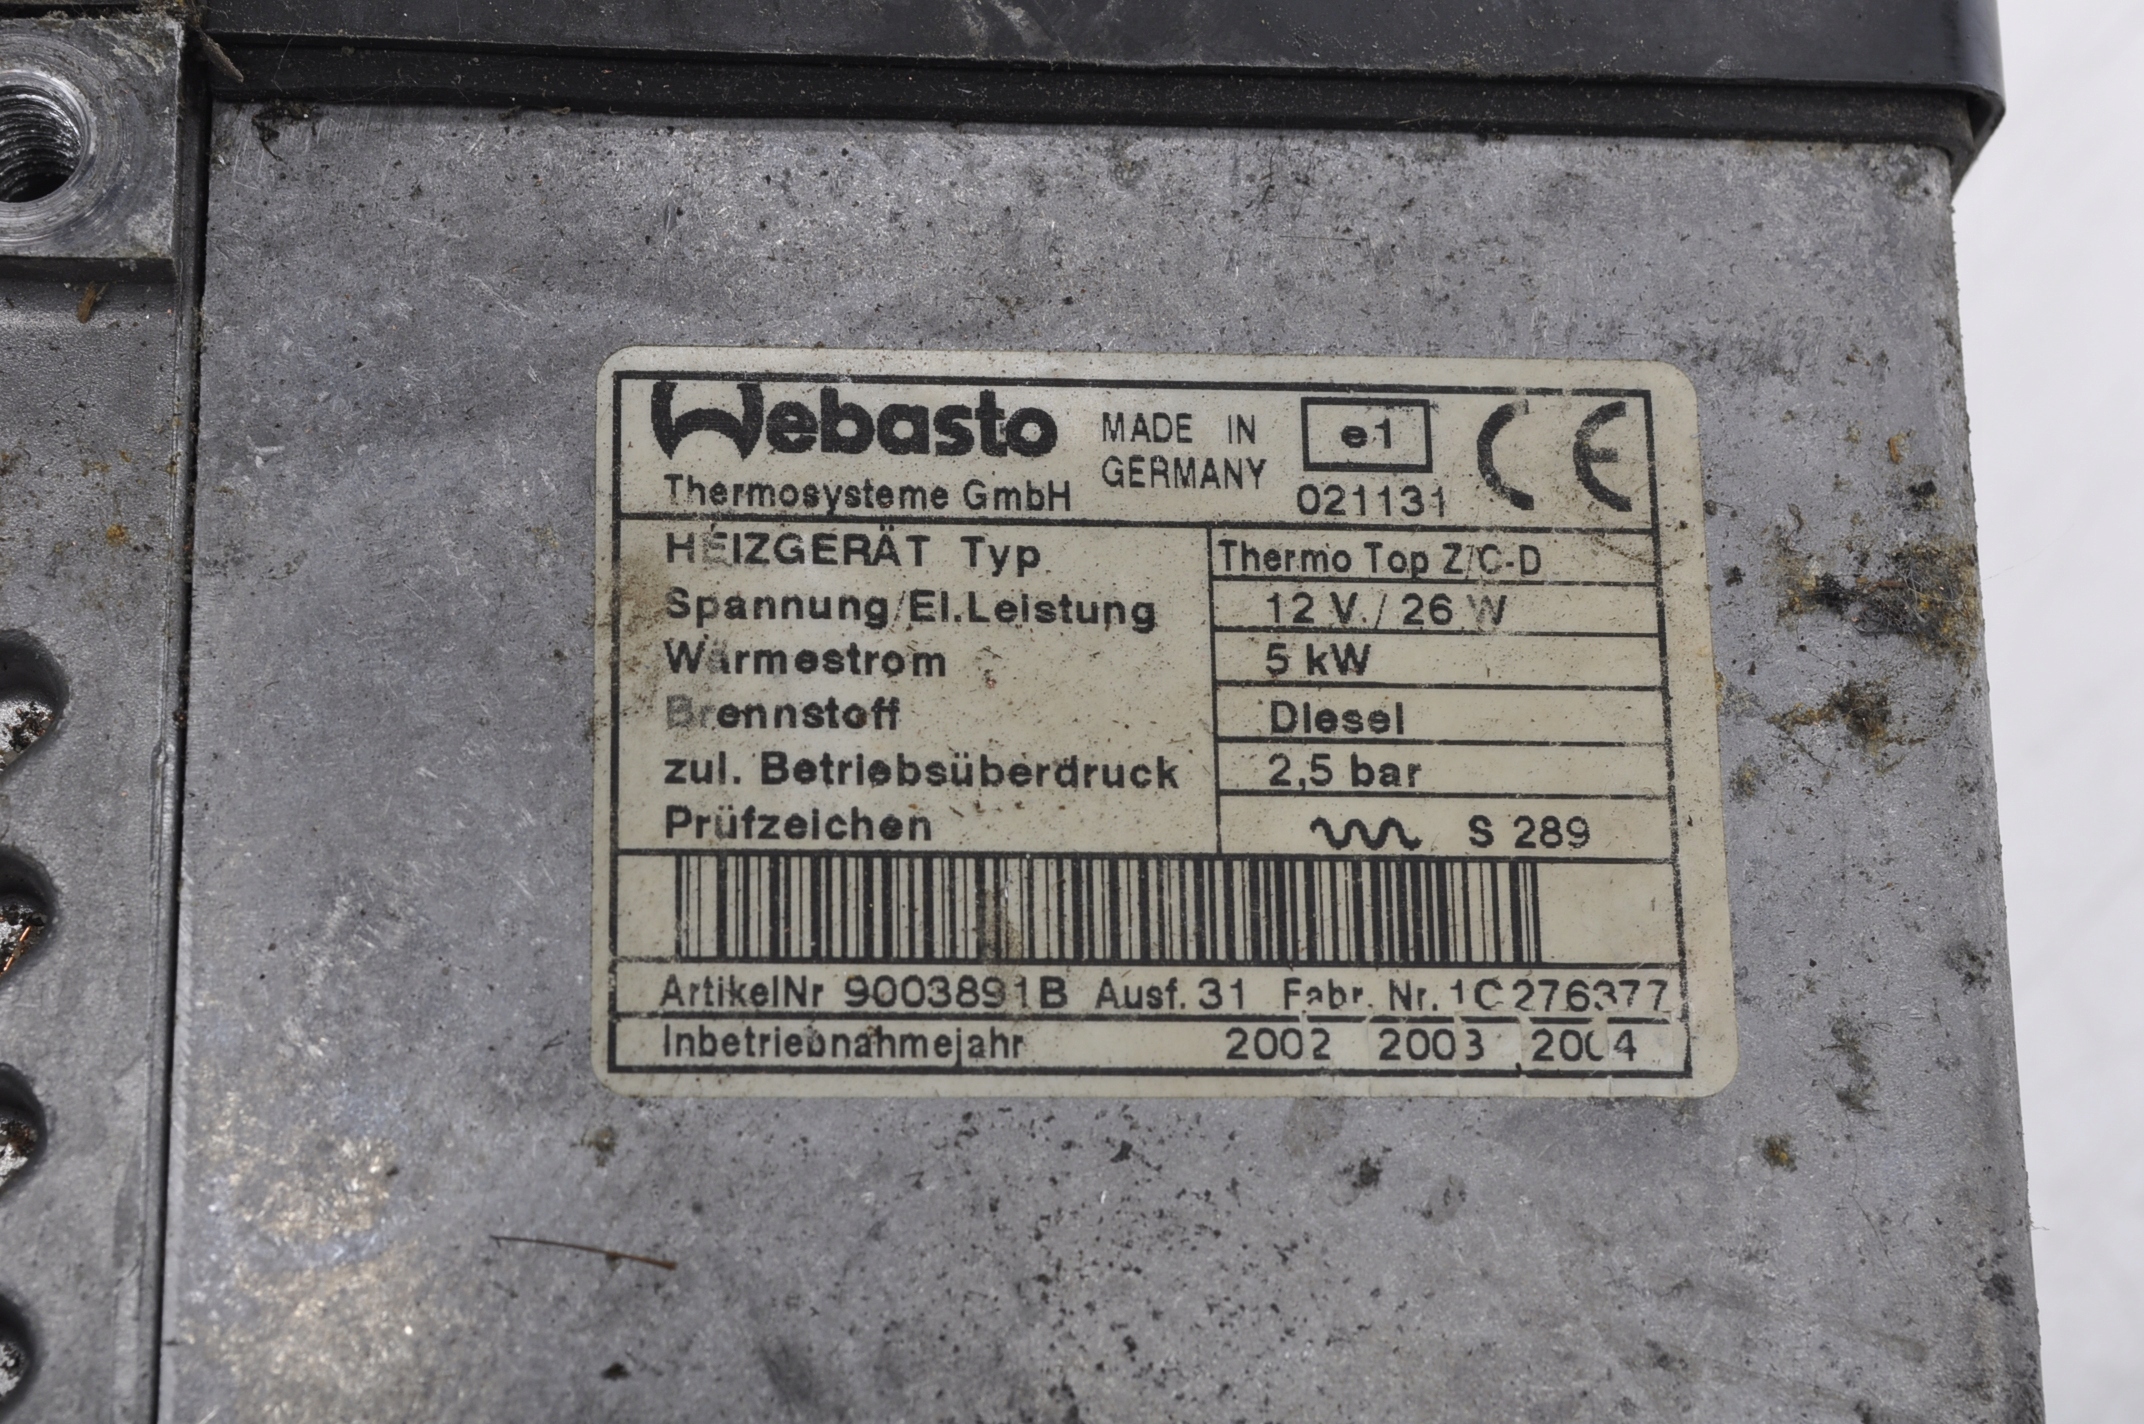 Webasto MADE IN GERMANY e1
Thermosysteme GmbH 021131 CE
HEIZGERÄT Typ Thermo Top Z/C-D
Spannung/El.Leistung 12 V./ 26 W
Wärmestrom 5 kW
Brennstoff Diesel
zul. Betriebsüberdruck 2,5 bar
Prüfzeichen S 289
ArtikelNr 9003891B Ausf. 31 Fabr. Nr. 1C276377
Inbetriebnahmejahr 2002 2003 2004